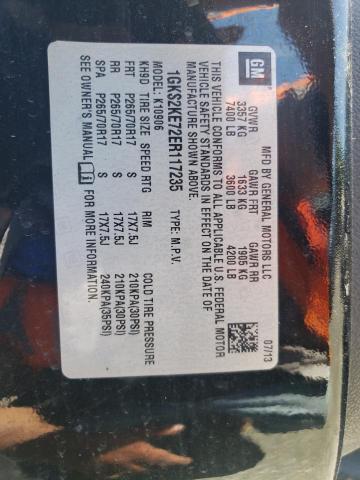 GM
MFD BY GENERAL MOTORS LLC 07/13
GVWR GAWR FRT GAWR RR
3357 KG 1633 KG 1905 KG
7400 LB 3600 LB 4200 LB
THIS VEHICLE CONFORMS TO ALL APPLICABLE U.S. FEDERAL MOTOR
VEHICLE SAFETY STANDARDS IN EFFECT ON THE DATE OF
MANUFACTURE SHOWN ABOVE.
1GKS2KE72ER117235 TYPE: M.P.V.
MODEL: K10906
KH9D TIRE SIZE SPEED RTG RIM COLD TIRE PRESSURE
FRT P265/70R17 S 17X7.5J 210KPA(30PSI)
RR P265/70R17 S 17X7.5J 210KPA(30PSI)
SPA P265/70R17 S 17X7.5J 240KPA(35PSI)
SEE OWNER'S MANUAL